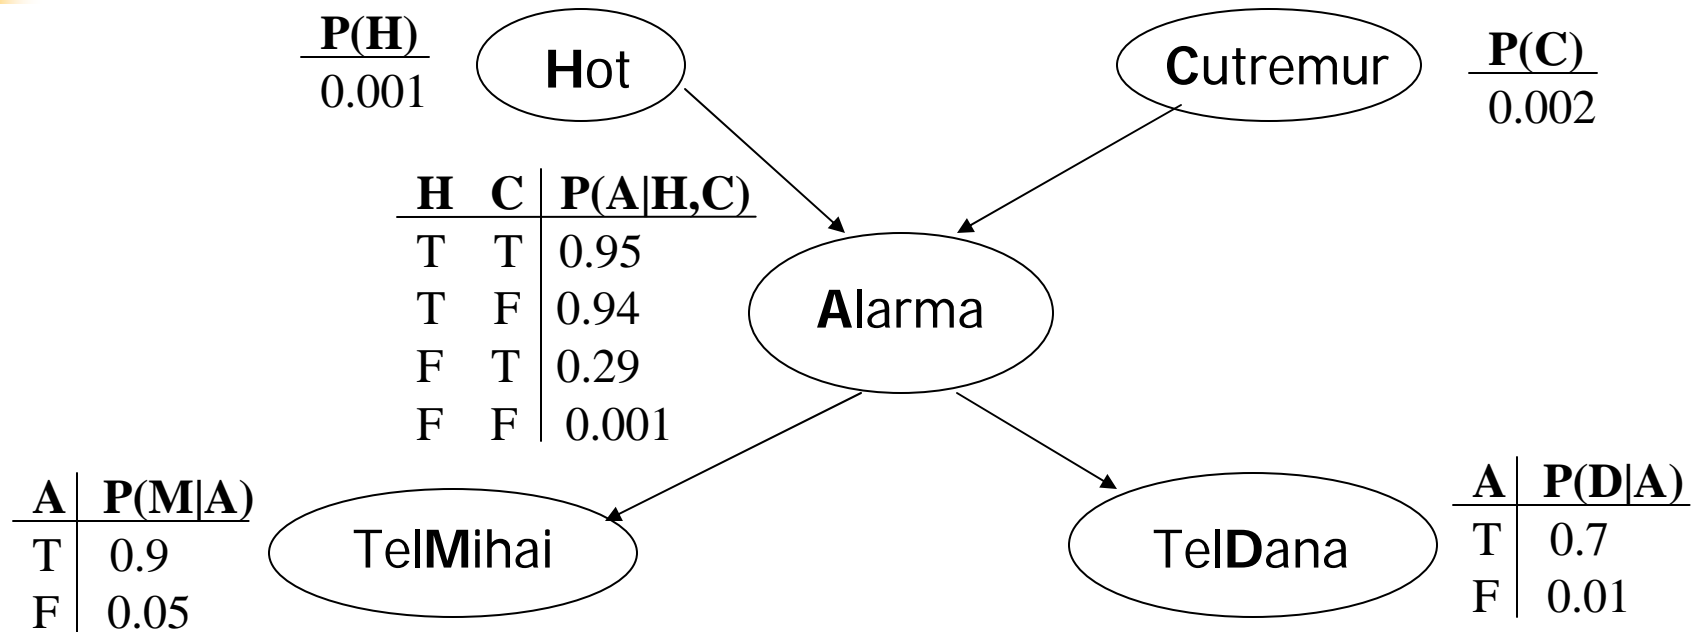 P(H)
0.001
Hot
Cutremur
P(C)
0.002
H C P(A|H,C)
T T 0.95
T F 0.94
F T 0.29
F F 0.001
Alarma
A P(M|A)
T 0.9
F 0.05
TelMihai
TelDana
A P(D|A)
T 0.7
F 0.01